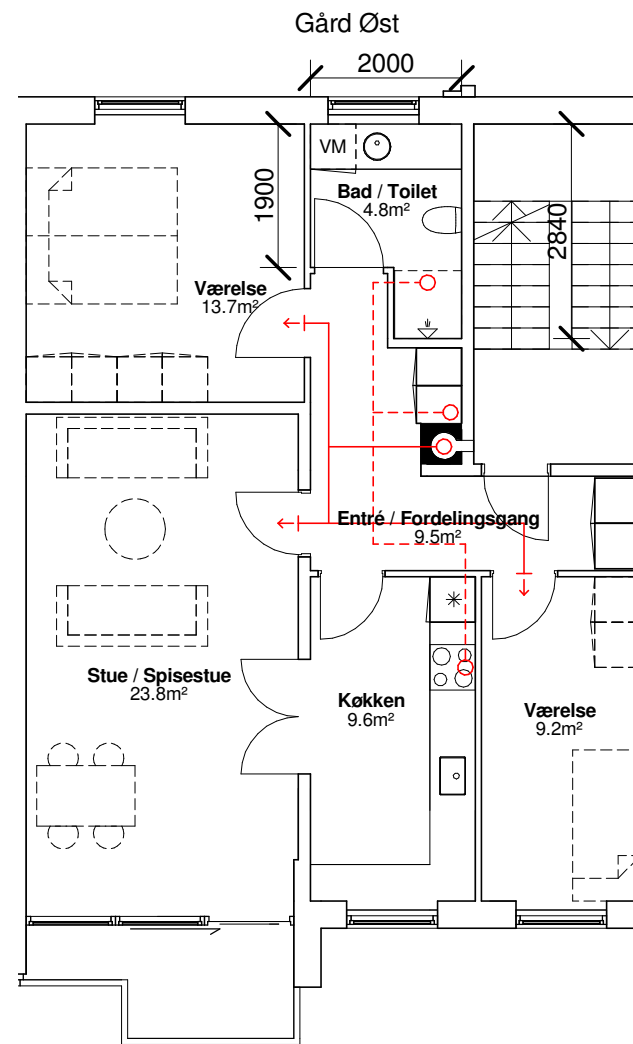 Gård Øst
2000
VM
Bad / Toilet
4.8m²
1900
2840
Værelse
13.7m²
Entré / Fordelingsgang
9.5m²
Stue / Spisestue
23.8m²
Køkken
9.6m²
Værelse
9.2m²